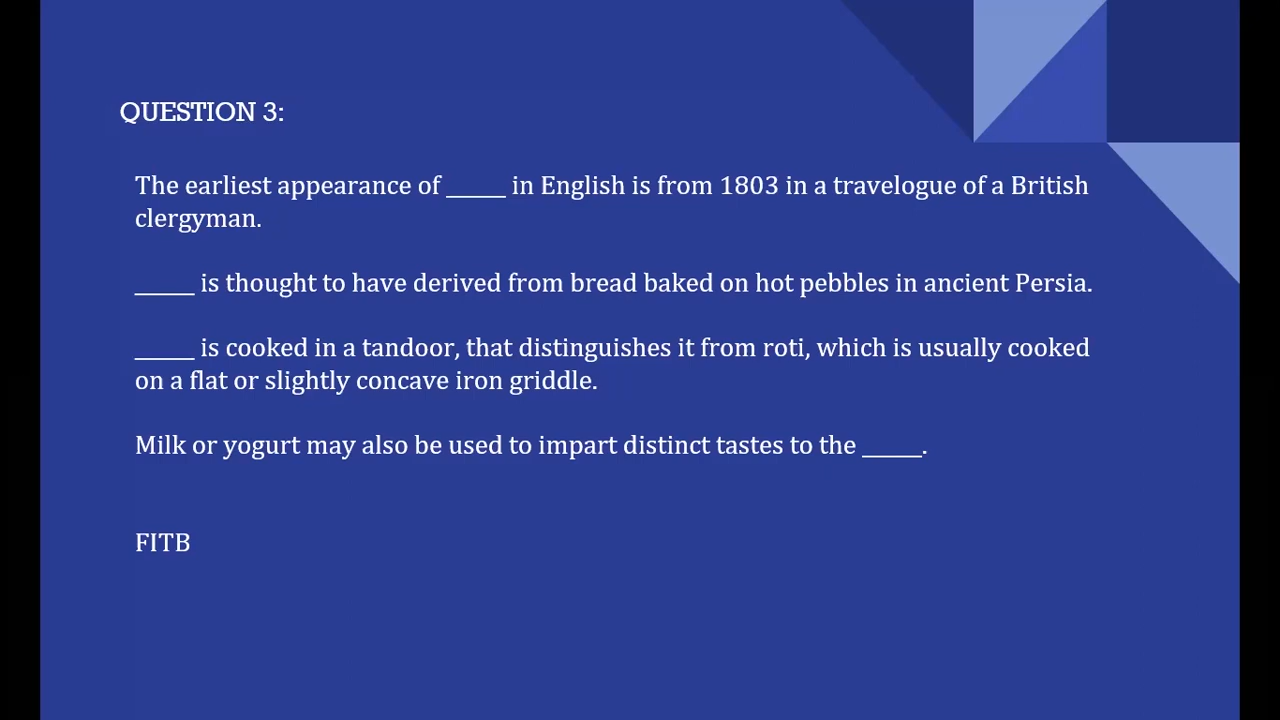 QUESTION 3:
The earliest appearance of _____ in English is from 1803 in a travelogue of a British
clergyman.
_____ is thought to have derived from bread baked on hot pebbles in ancient Persia.
_____ is cooked in a tandoor, that distinguishes it from roti, which is usually cooked
on a flat or slightly concave iron griddle.
Milk or yogurt may also be used to impart distinct tastes to the _____.
FITB